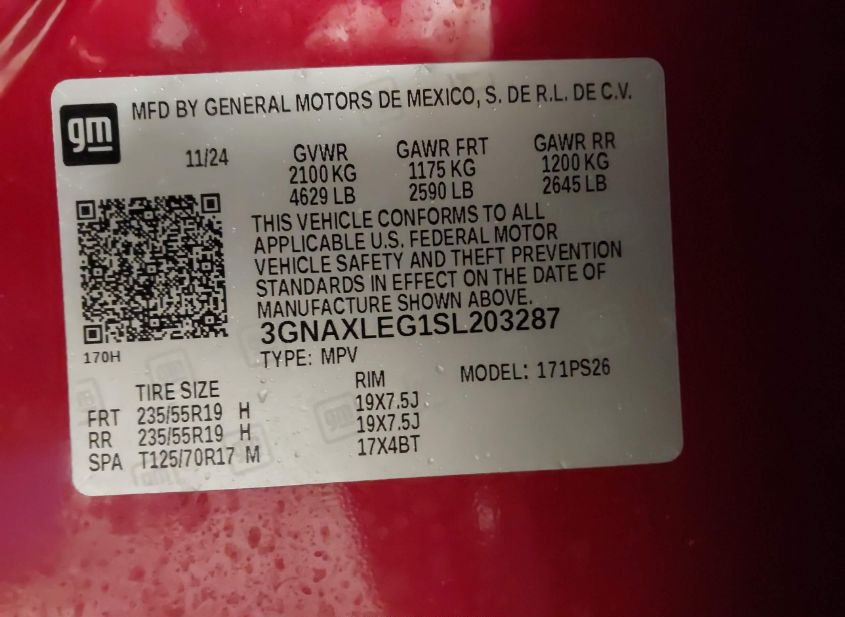 gm
MFD BY GENERAL MOTORS DE MEXICO, S. DE R.L. DE C.V.
11/24 GVWR GAWR FRT GAWR RR
2100 KG 1175 KG 1200 KG
4629 LB 2590 LB 2645 LB
THIS VEHICLE CONFORMS TO ALL
APPLICABLE U.S. FEDERAL MOTOR
VEHICLE SAFETY AND THEFT PREVENTION
STANDARDS IN EFFECT ON THE DATE OF
MANUFACTURE SHOWN ABOVE.
3GNAXLEG1SL203287
170H
TYPE: MPV MODEL: 171PS26
TIRE SIZE RIM
FRT 235/55R19 H 19X7.5J
RR 235/55R19 H 19X7.5J
SPA T125/70R17 M 17X4BT